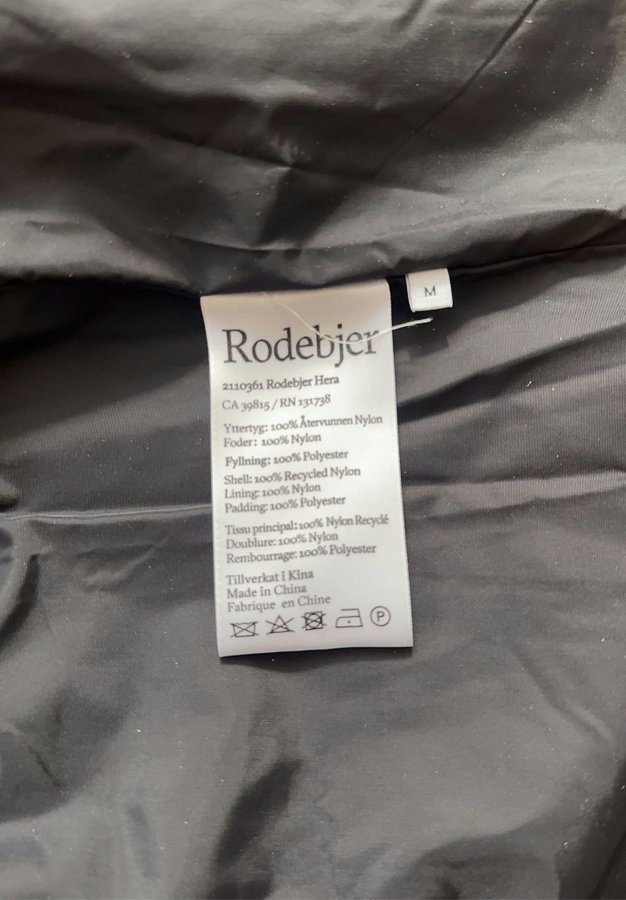 M
Rodebjer
2110361 Rodebjer Hera
CA 39815 / RN 131738
Yttertyg: 100% Återvunnen Nylon
Foder: 100% Nylon
Fyllning: 100% Polyester
Shell: 100% Recycled Nylon
Lining: 100% Nylon
Padding: 100% Polyester
Tissu principal: 100% Nylon Recyclé
Doublure: 100% Nylon
Rembourrage: 100% Polyester
Tillverkat i Kina
Made in China
Fabrique en Chine
P